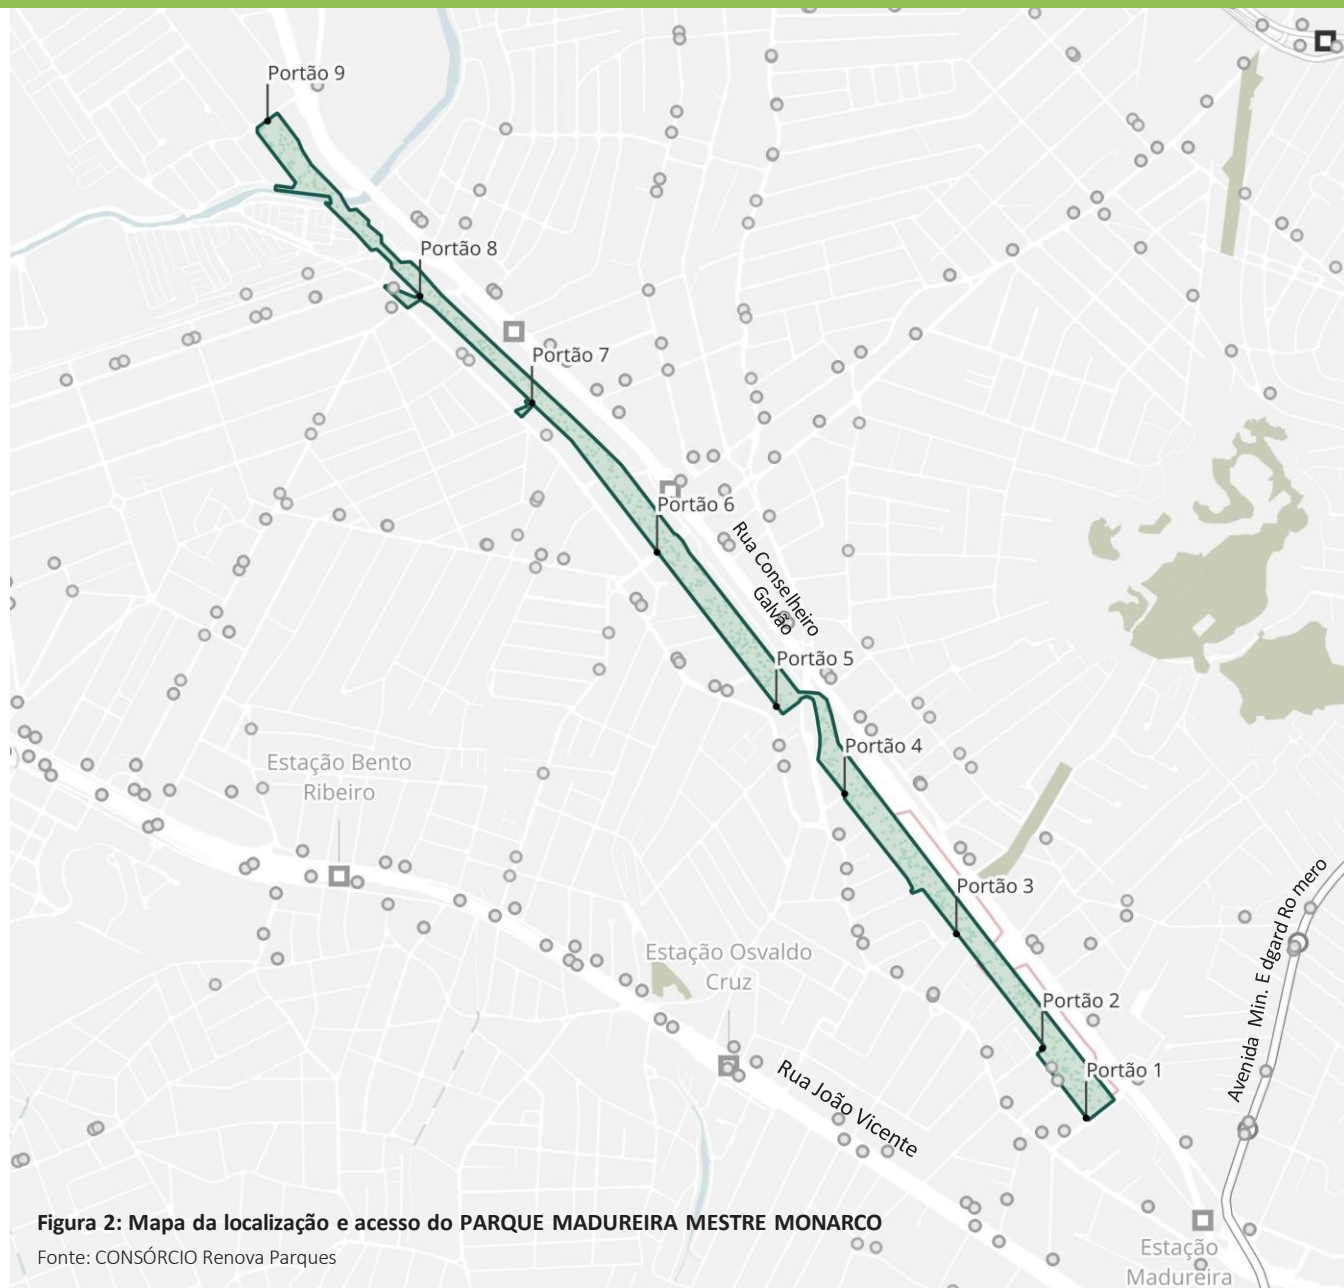 Portão 9
Portão 8
Portão 7
Portão 6
Rua Conselheiro
Galvão
Portão 5
Portão 4
Estação Bento
Ribeiro
Portão 3
Avenida Min. Edgard Romero
Estação Osvaldo
Cruz
Portão 2
Portão 1
Rua João Vicente
Figura 2: Mapa da localização e acesso do PARQUE MADUREIRA MESTRE MONARCO
Fonte: CONSÓRCIO Renova Parques
Estação
Madureira